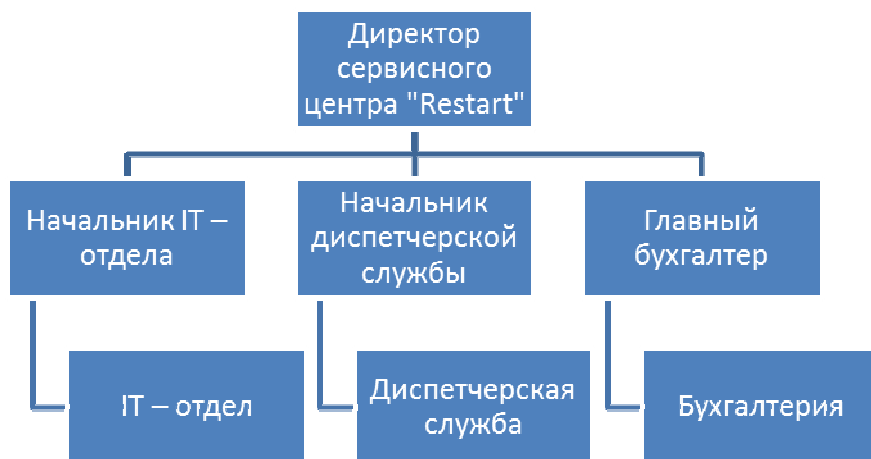 Директор
сервисного
центра "Restart"
Начальник IT –
отдела
Начальник
диспетчерской
службы
Главный
бухгалтер
IT – отдел
Диспетчерская
служба
Бухгалтерия